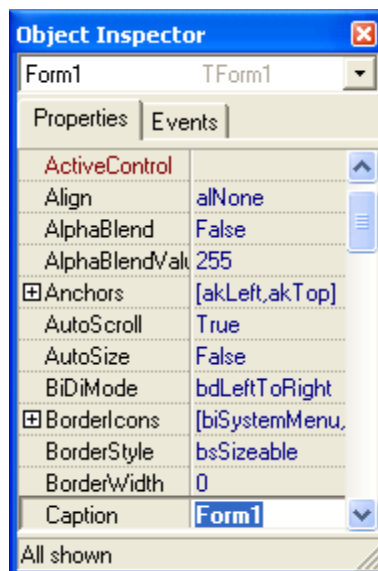 Object Inspector
Form1 TForm1
Properties Events
ActiveControl
Align alNone
AlphaBlend False
AlphaBlendValu 255
Anchors [akLeft,akTop]
AutoScroll True
AutoSize False
BiDiMode bdLeftToRight
BorderIcons [biSystemMenu,
BorderStyle bsSizeable
BorderWidth 0
Caption Form1
All shown